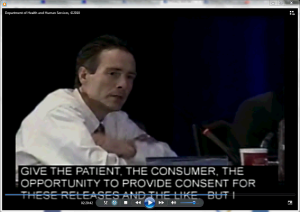 Department of Health and Human Services, ©2006
GIVE THE PATIENT, THE CONSUMER, THE
OPPORTUNITY TO PROVIDE CONSENT FOR
THESE RELEASES AND THE LIKE BUT I